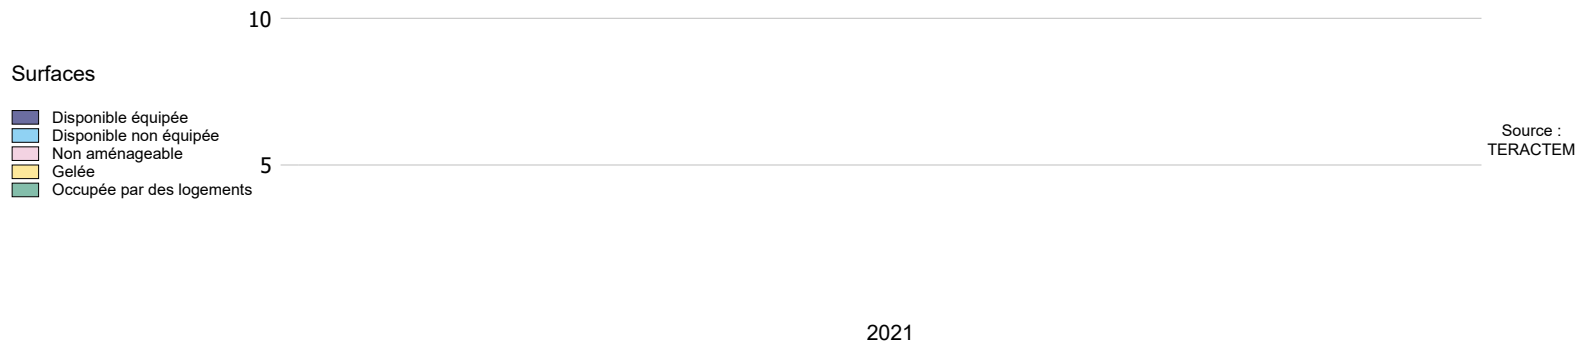 10
Surfaces
Disponible équipée
Disponible non équipée
Non aménageable
Gelée
Occupée par des logements
5
Source :
TERACTEM
2021